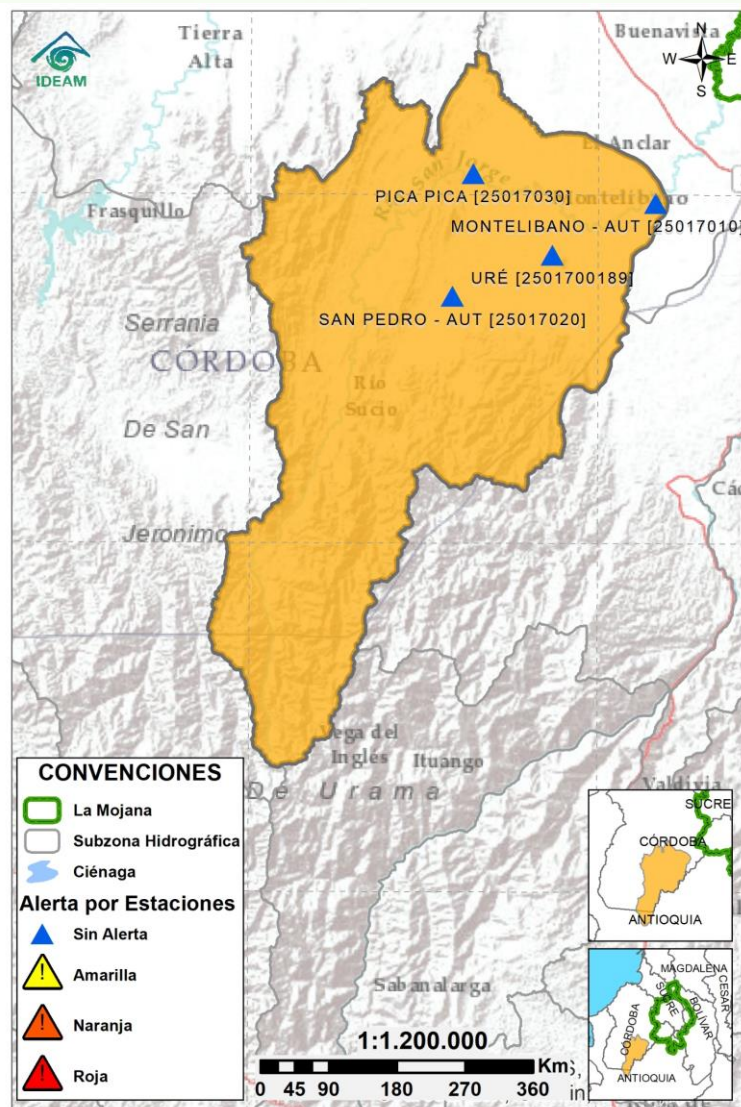 IDEAM
Tierra
Alta
Buenavista
N
W
E
S
El Anclar
Frasquillo
PICA PICA [25017030]
MONTELIBANO - AUT [25017010]
URÉ [2501700189]
SAN PEDRO - AUT [25017020]
Serrania
CÓRDOBA
Río
Sucio
De San
Jeronimo
Ituango
Inglés
De Urama
Valdivia
Sabanalarga
CONVENCIONES
La Mojana
Subzona Hidrográfica
Ciénaga
Alerta por Estaciones
Sin Alerta
Amarilla
Naranja
Roja
1:1.200.000
Km
0 45 90 180 270 360
SUCRE
CÓRDOBA
ANTIOQUIA
MAGDALENA
CESAR
SUCRE
BOLÍVAR
CÓRDOBA
ANTIOQUIA